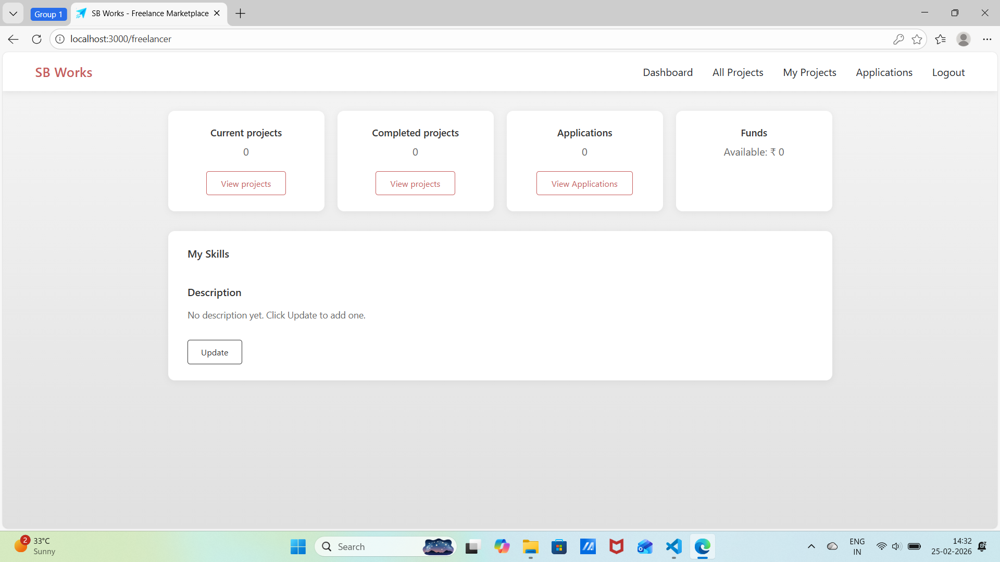 Group 1
SB Works - Freelance Marketplace
localhost:3000/freelancer
SB Works
Dashboard
All Projects
My Projects
Applications
Logout
Current projects
0
View projects
Completed projects
0
View projects
Applications
0
View Applications
Funds
Available: ₹ 0
My Skills
Description
No description yet. Click Update to add one.
Update
2
33°C
Sunny
Search
ENG
IN
14:32
25-02-2026